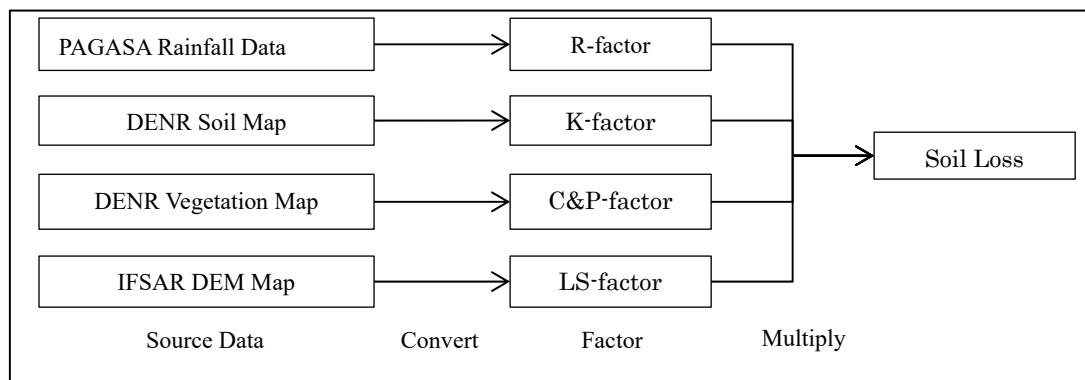 PAGASA Rainfall Data
R-factor
DENR Soil Map
K-factor
Soil Loss
DENR Vegetation Map
C&P-factor
IFSAR DEM Map
LS-factor
Source Data
Convert
Factor
Multiply